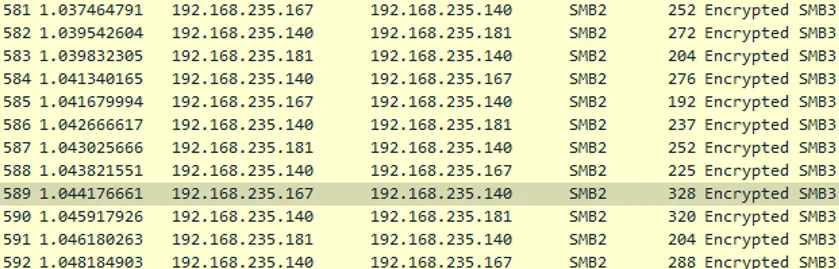 581 1.037464791 192.168.235.167 192.168.235.140 SMB2 252 Encrypted SMB3
582 1.039542604 192.168.235.140 192.168.235.181 SMB2 272 Encrypted SMB3
583 1.039832305 192.168.235.181 192.168.235.140 SMB2 204 Encrypted SMB3
584 1.041340165 192.168.235.140 192.168.235.167 SMB2 276 Encrypted SMB3
585 1.041679994 192.168.235.167 192.168.235.140 SMB2 192 Encrypted SMB3
586 1.042666617 192.168.235.140 192.168.235.181 SMB2 237 Encrypted SMB3
587 1.043025666 192.168.235.181 192.168.235.140 SMB2 252 Encrypted SMB3
588 1.043821551 192.168.235.140 192.168.235.167 SMB2 225 Encrypted SMB3
589 1.044176661 192.168.235.167 192.168.235.140 SMB2 328 Encrypted SMB3
590 1.045917926 192.168.235.140 192.168.235.181 SMB2 320 Encrypted SMB3
591 1.046180263 192.168.235.181 192.168.235.140 SMB2 204 Encrypted SMB3
592 1.048184903 192.168.235.140 192.168.235.167 SMB2 288 Encrypted SMB3